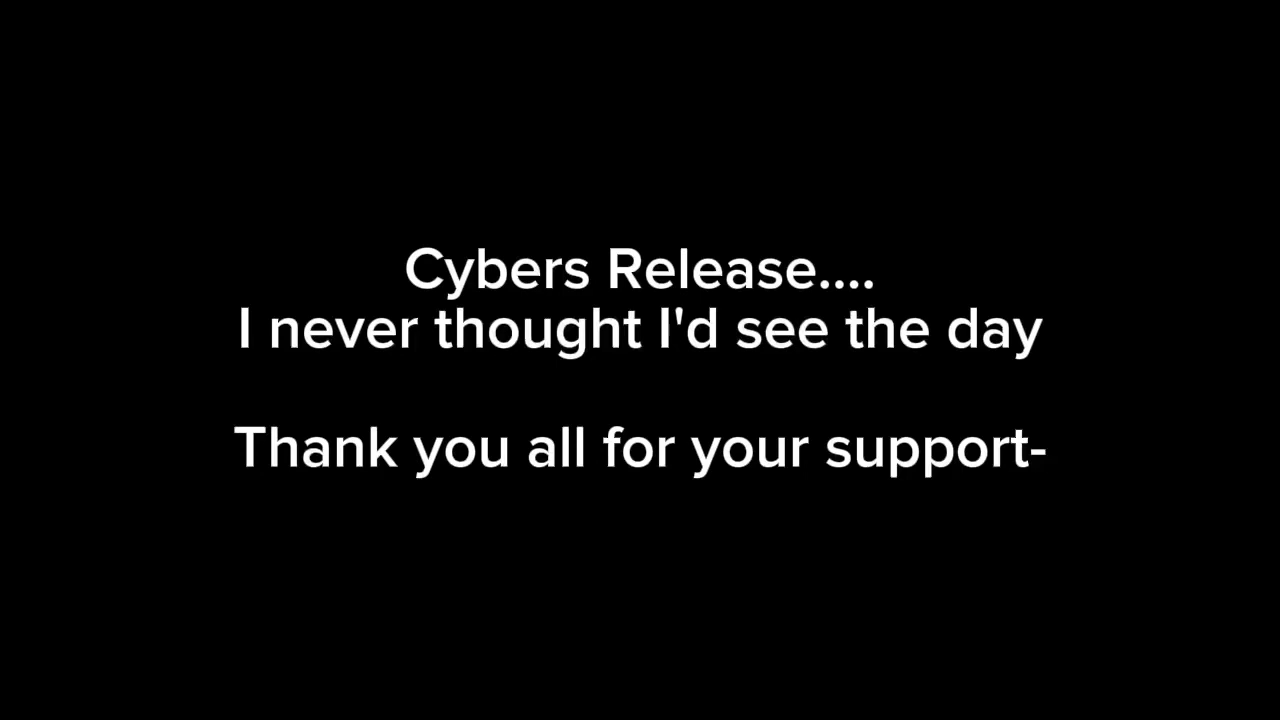 Cybers Release....
I never thought I'd see the day
Thank you all for your support-